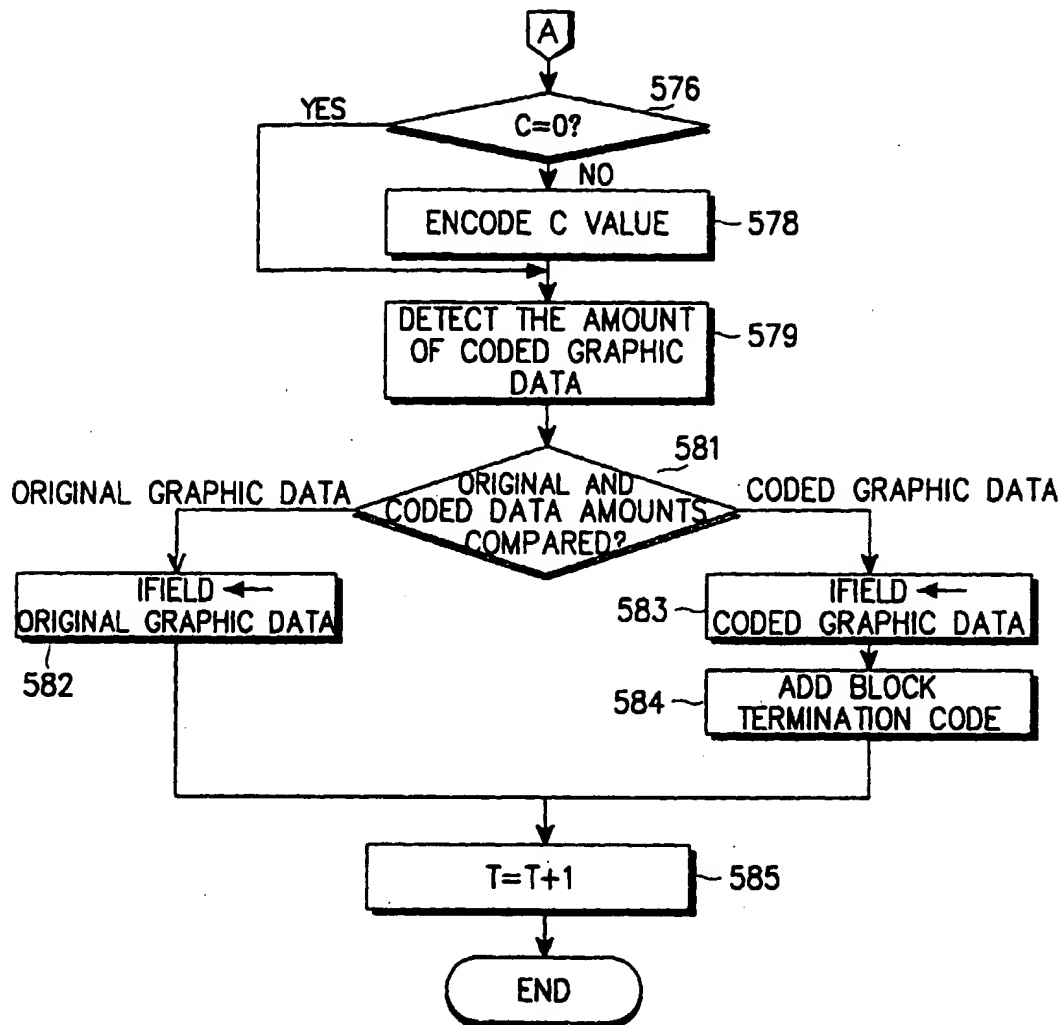 A
576
YES
C=0?
NO
ENCODE C VALUE
578
DETECT THE AMOUNT
OF CODED GRAPHIC
DATA
579
581
ORIGINAL GRAPHIC DATA
ORIGINAL AND
CODED DATA AMOUNTS
COMPARED?
CODED GRAPHIC DATA
IFIELD ←
ORIGINAL GRAPHIC DATA
582
583
IFIELD ←
CODED GRAPHIC DATA
584
ADD BLOCK
TERMINATION CODE
T=T+1
585
END